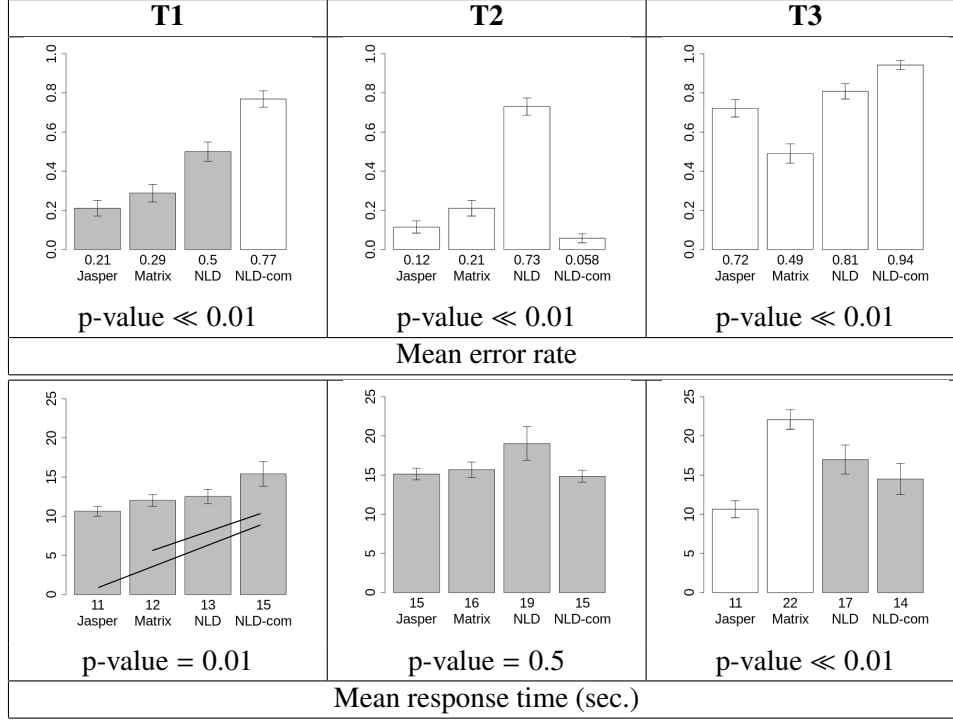 T1 T2 T3
0.0 0.2 0.4 0.6 0.8 1.0
0.21 0.29 0.5 0.77
Jasper Matrix NLD NLD-com
0.0 0.2 0.4 0.6 0.8 1.0
0.12 0.21 0.73 0.058
Jasper Matrix NLD NLD-com
0.0 0.2 0.4 0.6 0.8 1.0
0.72 0.49 0.81 0.94
Jasper Matrix NLD NLD-com
p-value ≪ 0.01 p-value ≪ 0.01 p-value ≪ 0.01
Mean error rate
0 5 10 15 20 25
11 12 13 15
Jasper Matrix NLD NLD-com
0 5 10 15 20 25
15 16 19 15
Jasper Matrix NLD NLD-com
0 5 10 15 20 25
11 22 17 14
Jasper Matrix NLD NLD-com
p-value = 0.01 p-value = 0.5 p-value ≪ 0.01
Mean response time (sec.)